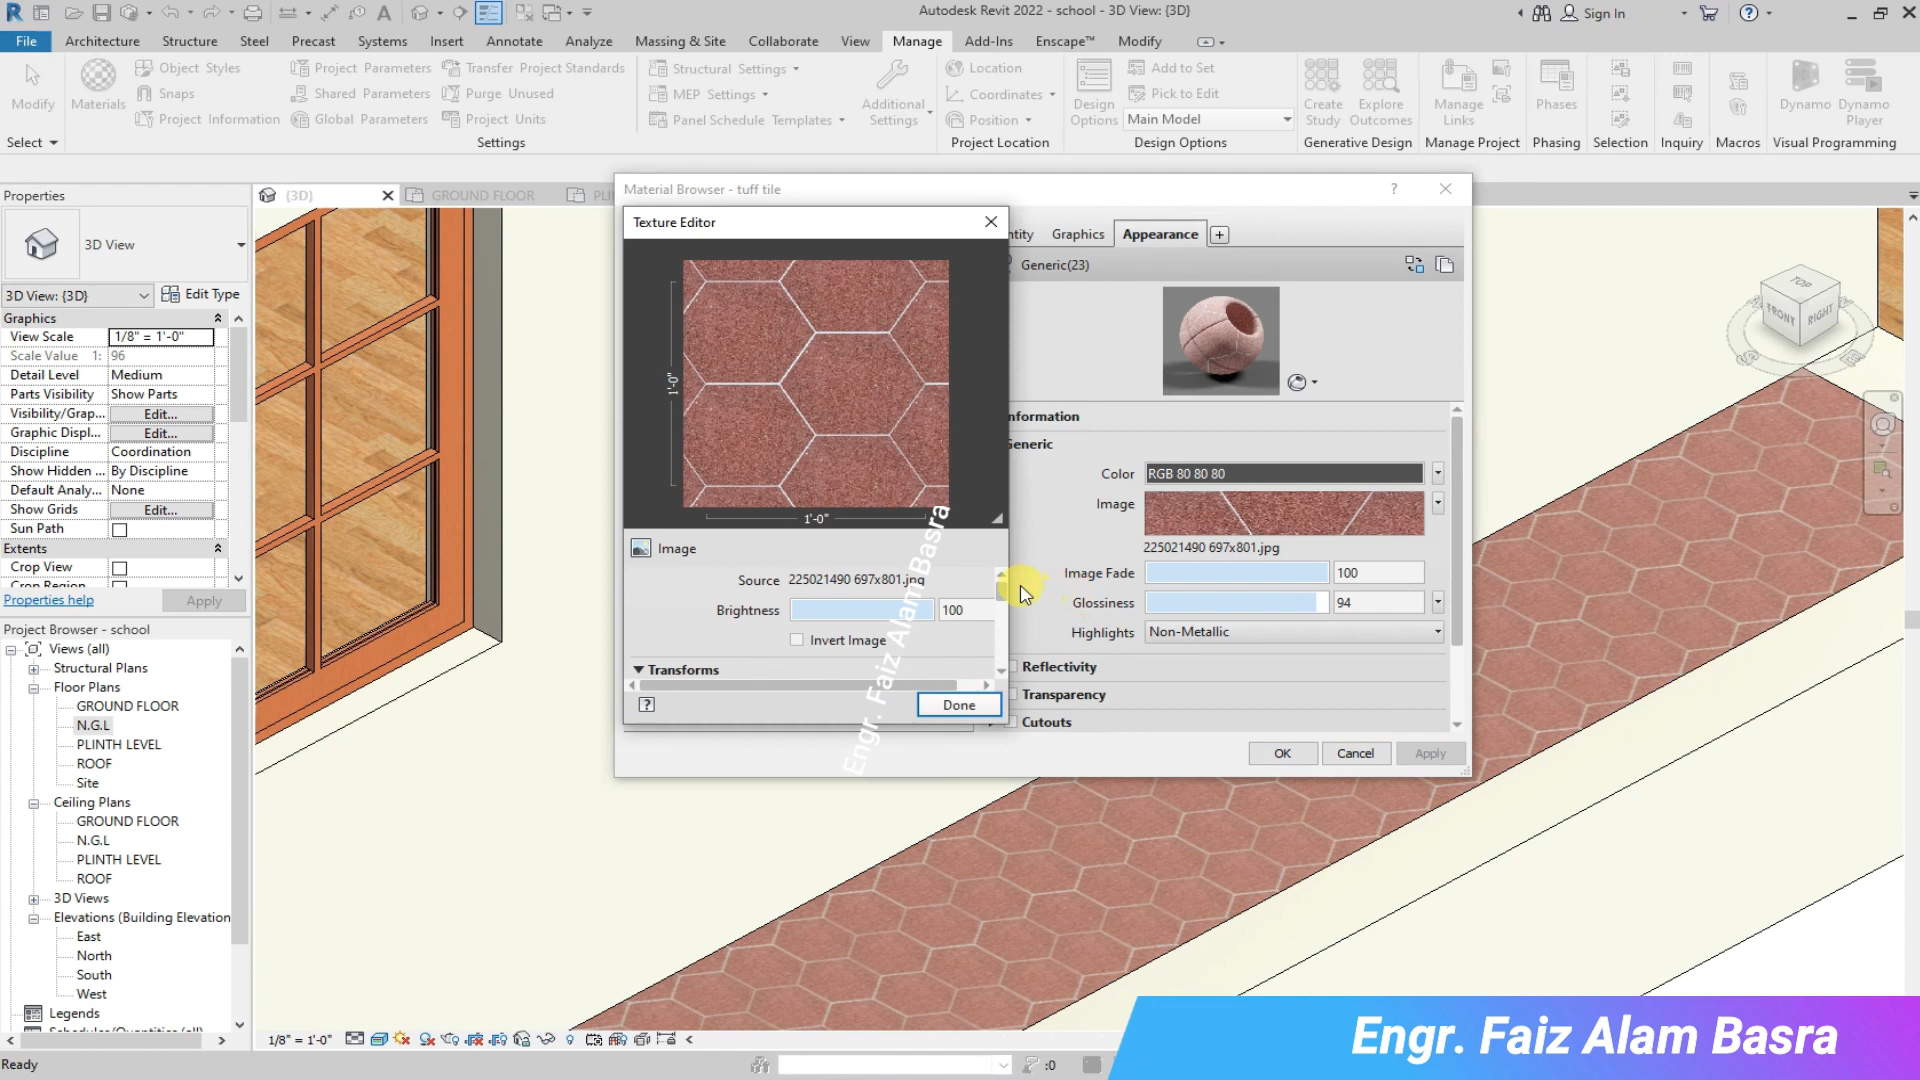 Autodesk Revit 2022 - school - 3D View: {3D}
Sign In
File Architecture Structure Steel Precast Systems Insert Annotate Analyze Massing & Site Collaborate View Manage Add-Ins Enscape™ Modify
Modify
Materials
Object Styles
Snaps
Project Information
Project Parameters
Shared Parameters
Global Parameters
Transfer Project Standards
Purge Unused
Project Units
Structural Settings
MEP Settings
Panel Schedule Templates
Additional Settings
Location
Coordinates
Position
Design Options
Add to Set
Pick to Edit
Main Model
Create Study
Explore Outcomes
Manage Links
Phases
Dynamo
Dynamo Player
Select
Settings
Project Location
Design Options
Generative Design
Manage Project
Phasing
Selection
Inquiry
Macros
Visual Programming
Properties
{3D}
GROUND FLOOR
3D View
3D View: {3D}
Edit Type
Graphics
View Scale 1/8" = 1'-0"
Scale Value 1: 96
Detail Level Medium
Parts Visibility Show Parts
Visibility/Grap... Edit...
Graphic Displ... Edit...
Discipline Coordination
Show Hidden ... By Discipline
Default Analy... None
Show Grids Edit...
Sun Path
Extents
Crop View
Properties help
Apply
Project Browser - school
Views (all)
Structural Plans
Floor Plans
GROUND FLOOR
N.G.L
PLINTH LEVEL
ROOF
Site
Ceiling Plans
GROUND FLOOR
N.G.L
PLINTH LEVEL
ROOF
3D Views
Elevations (Building Elevation
East
North
South
West
Legends
Material Browser - tuff tile
Texture Editor
1'-0"
1'-0"
Image
Source 225021490 697x801.jpg
Brightness 100
Invert Image
Transforms
Done
Graphics
Appearance
Generic(23)
Information
Generic
Color RGB 80 80 80
Image
225021490 697x801.jpg
Image Fade 100
Glossiness 94
Highlights Non-Metallic
Reflectivity
Transparency
Cutouts
OK
Cancel
Apply
TOP
FRONT
RIGHT
S
E
Engr. Faiz Alam Basra
1/8" = 1'-0"
Ready
:0
Engr. Faiz Alam Basra